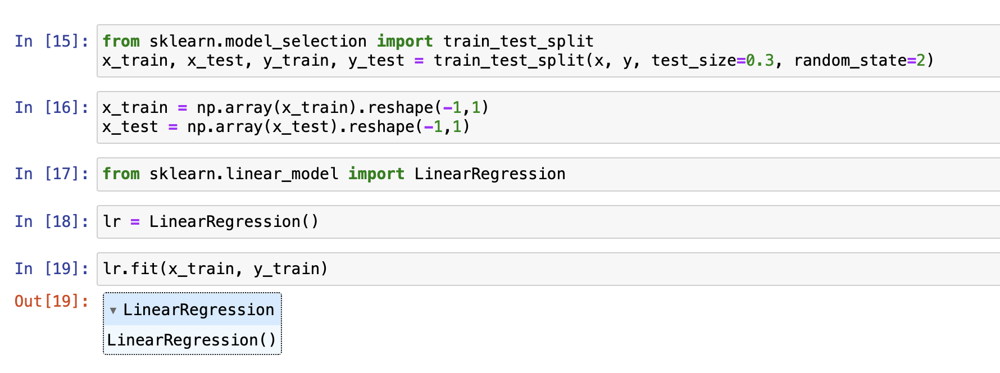 In [15]: from sklearn.model_selection import train_test_split
x_train, x_test, y_train, y_test = train_test_split(x, y, test_size=0.3, random_state=2)
In [16]: x_train = np.array(x_train).reshape(-1,1)
x_test = np.array(x_test).reshape(-1,1)
In [17]: from sklearn.linear_model import LinearRegression
In [18]: lr = LinearRegression()
In [19]: lr.fit(x_train, y_train)
Out[19]: ▼ LinearRegression
LinearRegression()